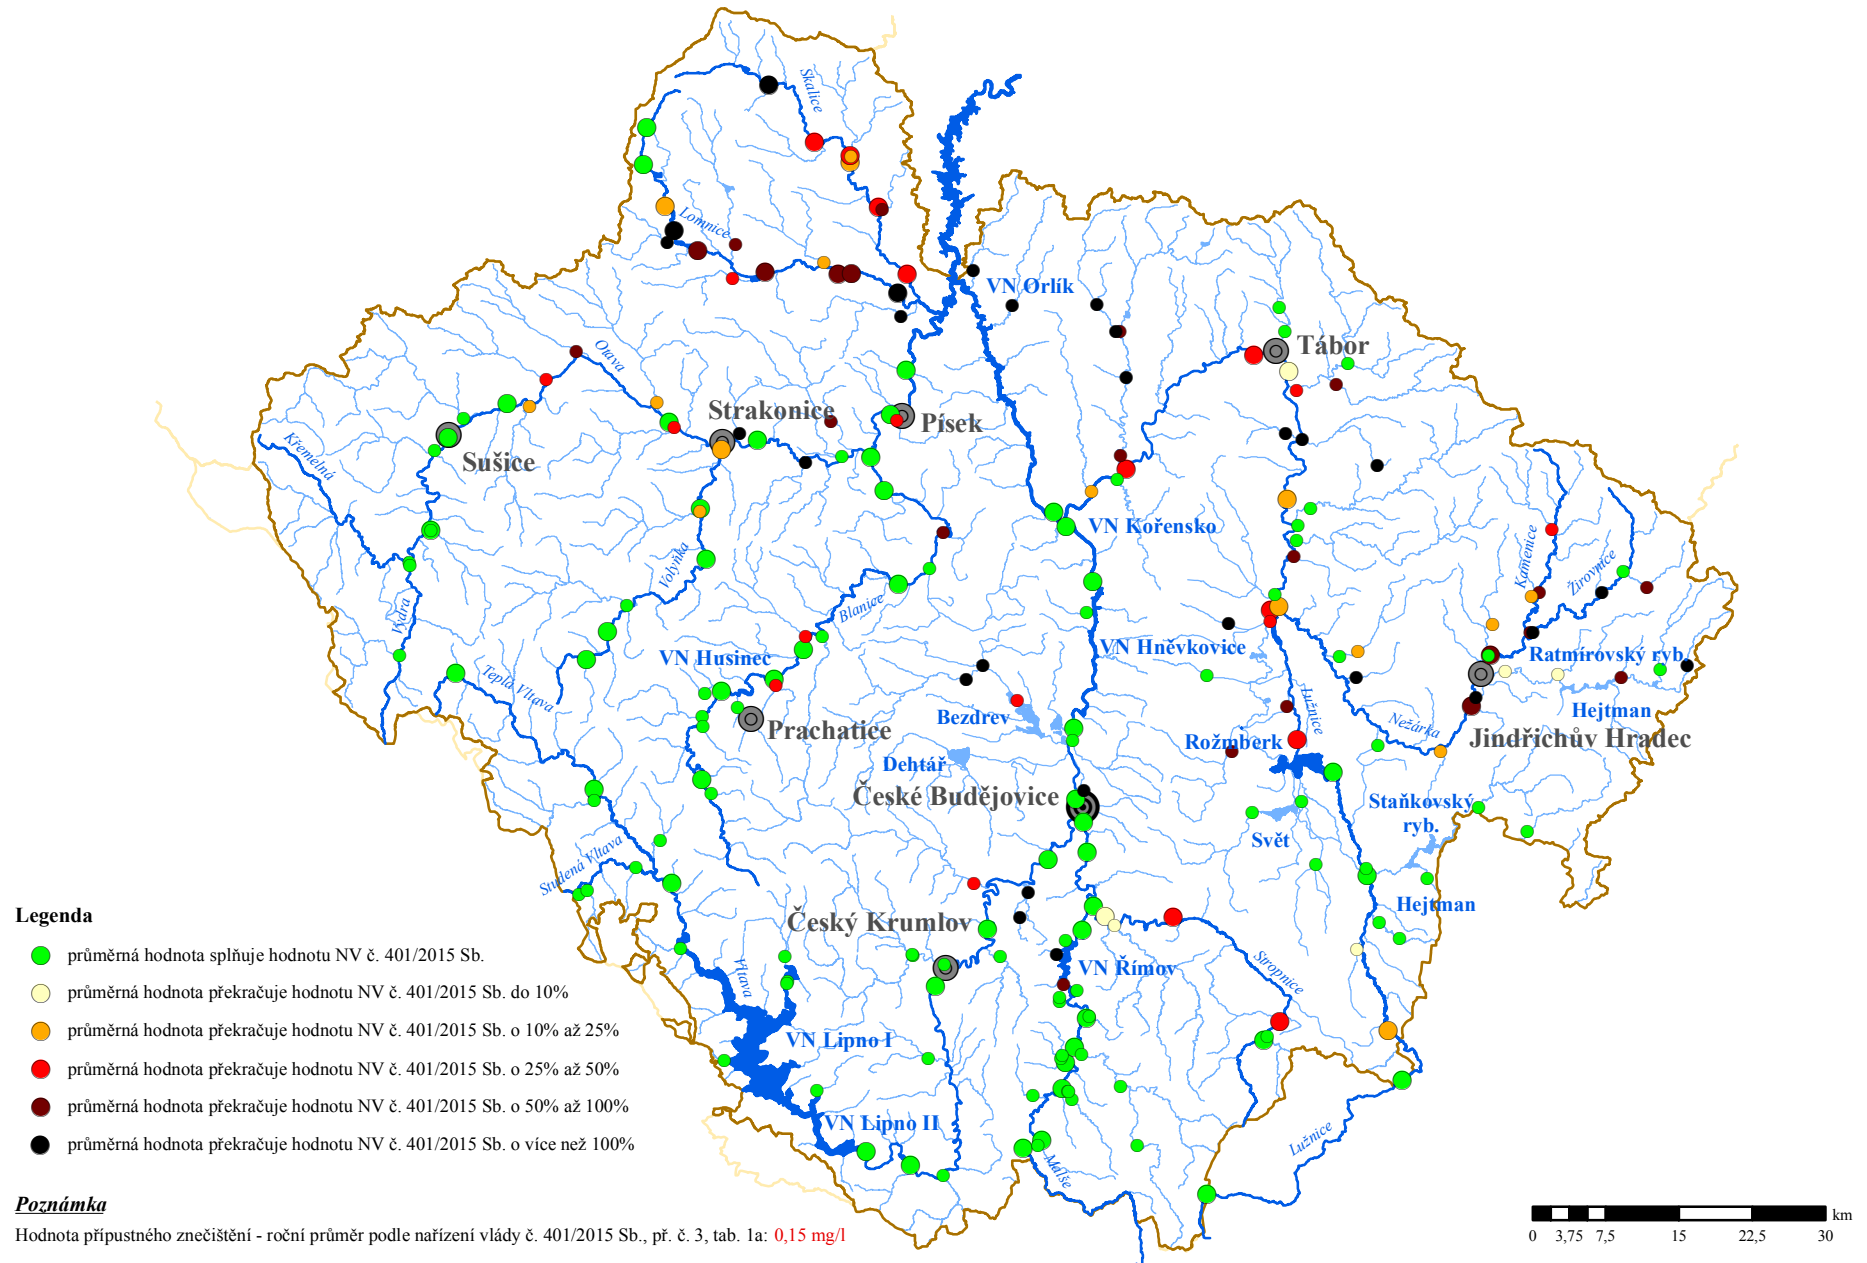 Skalice
Lomnice
VN Orlík
Tábor
Otava
Strakonice
Písek
Křemelná
Sušice
VN Kořensko
Kamenice
Žirovnice
Volyňka
Vydra
Blanice
VN Hněvkovice
VN Husinec
Ratmírovský ryb.
Teplá Vltava
Lužnice
Bezdrev
Hejtman
Nežárka
Prachatice
Rožmberk
Jindřichův Hradec
Dehtář
České Budějovice
Staňkovský
ryb.
Svět
Studená Vltava
Hejtman
Český Krumlov
VN Římov
Stropnice
Vltava
VN Lipno I
VN Lipno II
Malše
Lužnice
Legenda
průměrná hodnota splňuje hodnotu NV č. 401/2015 Sb.
průměrná hodnota překračuje hodnotu NV č. 401/2015 Sb. do 10%
průměrná hodnota překračuje hodnotu NV č. 401/2015 Sb. o 10% až 25%
průměrná hodnota překračuje hodnotu NV č. 401/2015 Sb. o 25% až 50%
průměrná hodnota překračuje hodnotu NV č. 401/2015 Sb. o 50% až 100%
průměrná hodnota překračuje hodnotu NV č. 401/2015 Sb. o více než 100%
Poznámka
Hodnota přípustného znečištění - roční průměr podle nařízení vlády č. 401/2015 Sb., př. č. 3, tab. 1a: 0,15 mg/l
km
0 3,75 7,5 15 22,5 30